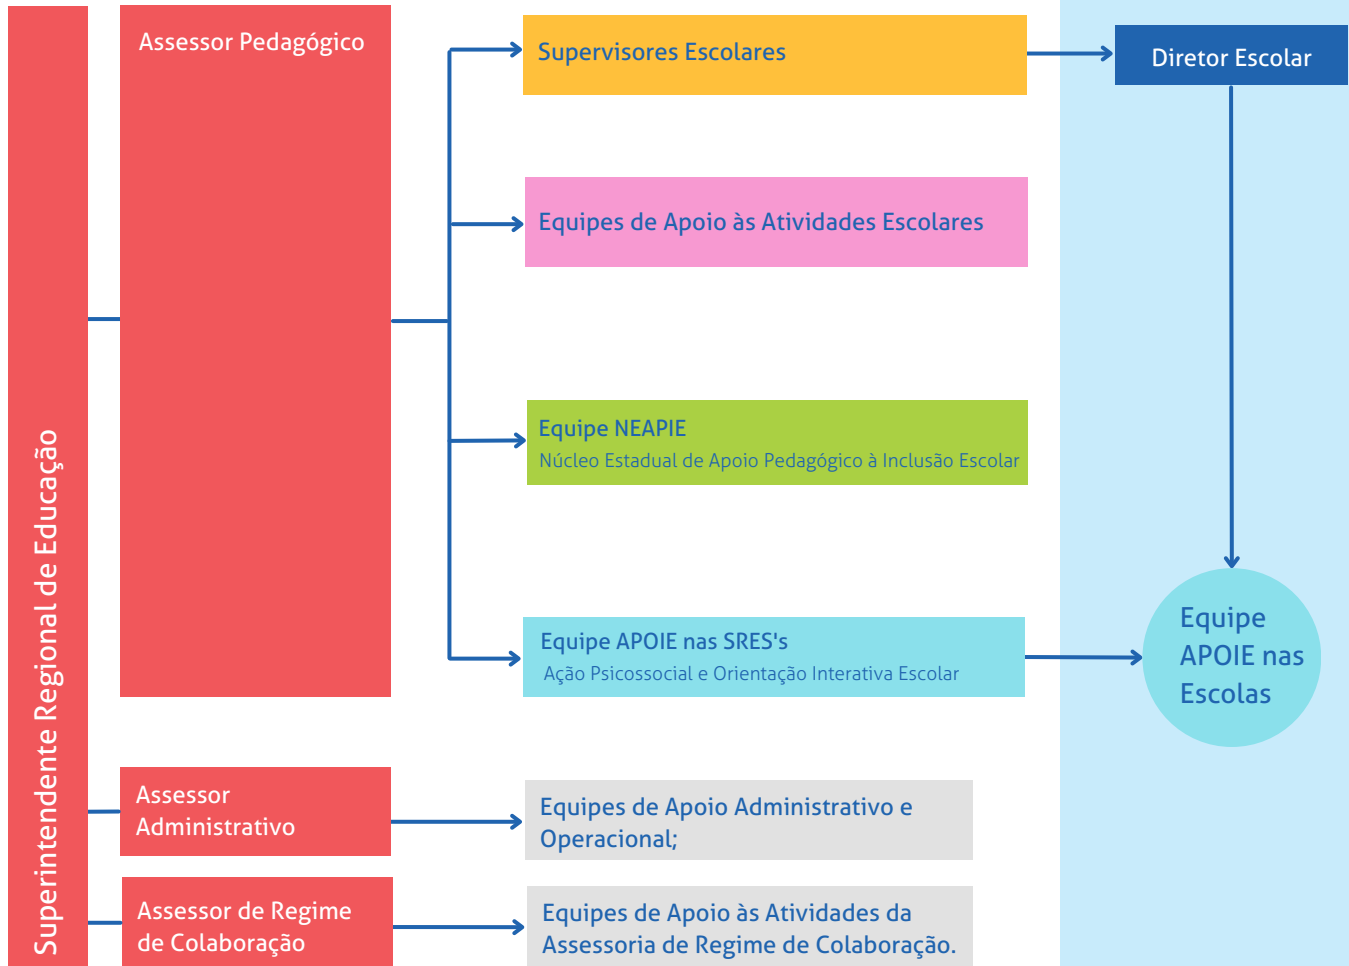 Superintendente Regional de Educação
Assessor Pedagógico
Supervisores Escolares
Diretor Escolar
Equipes de Apoio às Atividades Escolares
Equipe NEAPIE
Núcleo Estadual de Apoio Pedagógico à Inclusão Escolar
Equipe APOIE nas SRES's
Ação Psicossocial e Orientação Interativa Escolar
Equipe
APOIE nas
Escolas
Assessor
Administrativo
Equipes de Apoio Administrativo e
Operacional;
Assessor de Regime
de Colaboração
Equipes de Apoio às Atividades da
Assessoria de Regime de Colaboração.